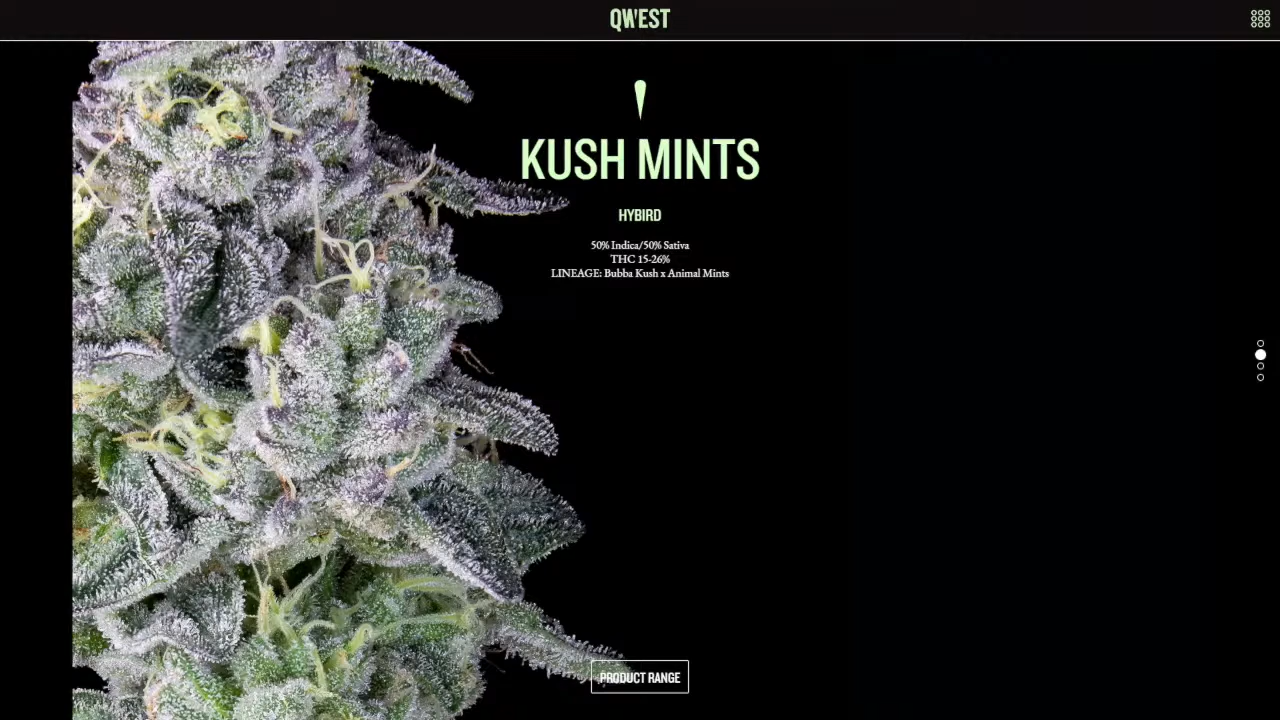 QWEST
KUSH MINTS
HYBIRD
50% Indica/50% Sativa
THC 15-26%
LINEAGE: Bubba Kush x Animal Mints
PRODUCT RANGE